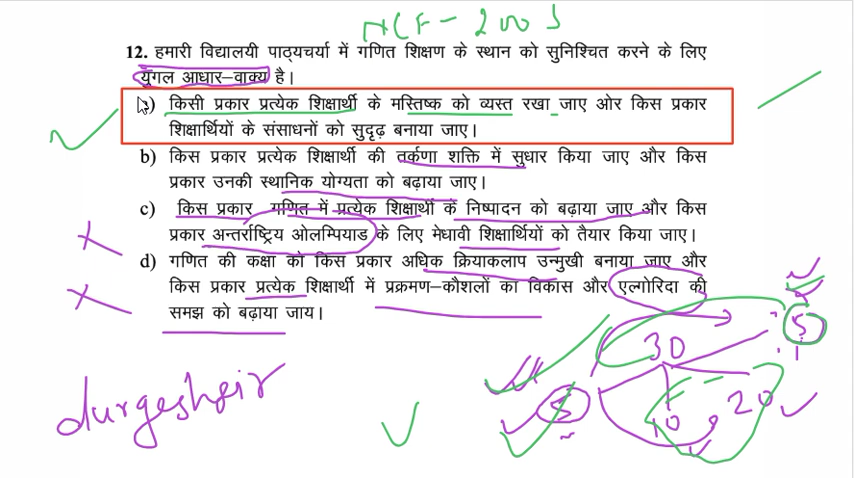 NCF - 2005
12. हमारी विद्यालयी पाठ्यचर्या में गणित शिक्षण के स्थान को सुनिश्चित करने के लिए
युगल आधार–वाक्य है।
a) किसी प्रकार प्रत्येक शिक्षार्थी के मस्तिष्क को व्यस्त रखा जाए ओर किस प्रकार
शिक्षार्थियों के संसाधनों को सुदृढ़ बनाया जाए।
b) किस प्रकार प्रत्येक शिक्षार्थी की तर्कणा शक्ति में सुधार किया जाए और किस
प्रकार उनकी स्थानिक योग्यता को बढ़ाया जाए।
c) किस प्रकार गणित में प्रत्येक शिक्षार्थी के निष्पादन को बढ़ाया जाए और किस
प्रकार अन्तर्राष्ट्रिय ओलम्पियाड के लिए मेधावी शिक्षार्थियों को तैयार किया जाए।
d) गणित की कक्षा को किस प्रकार अधिक क्रियाकलाप उन्मुखी बनाया जाए और
किस प्रकार प्रत्येक शिक्षार्थी में प्रक्रमण–कौशलों का विकास और एल्गोरिदा की
समझ को बढ़ाया जाय।
5
30
5
10, 20
durgeshsir